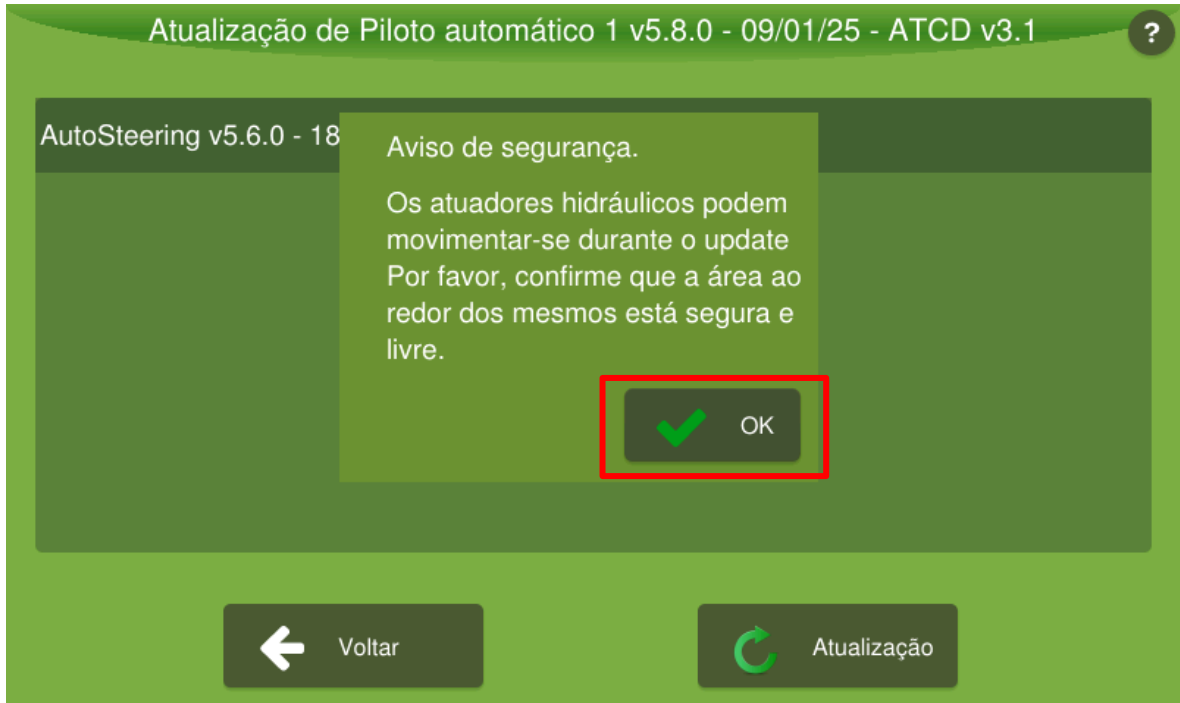 Atualização de Piloto automático 1 v5.8.0 - 09/01/25 - ATCD v3.1
?
AutoSteering v5.6.0 - 18
Aviso de segurança.
Os atuadores hidráulicos podem
movimentar-se durante o update
Por favor, confirme que a área ao
redor dos mesmos está segura e
livre.
OK
Voltar
Atualização